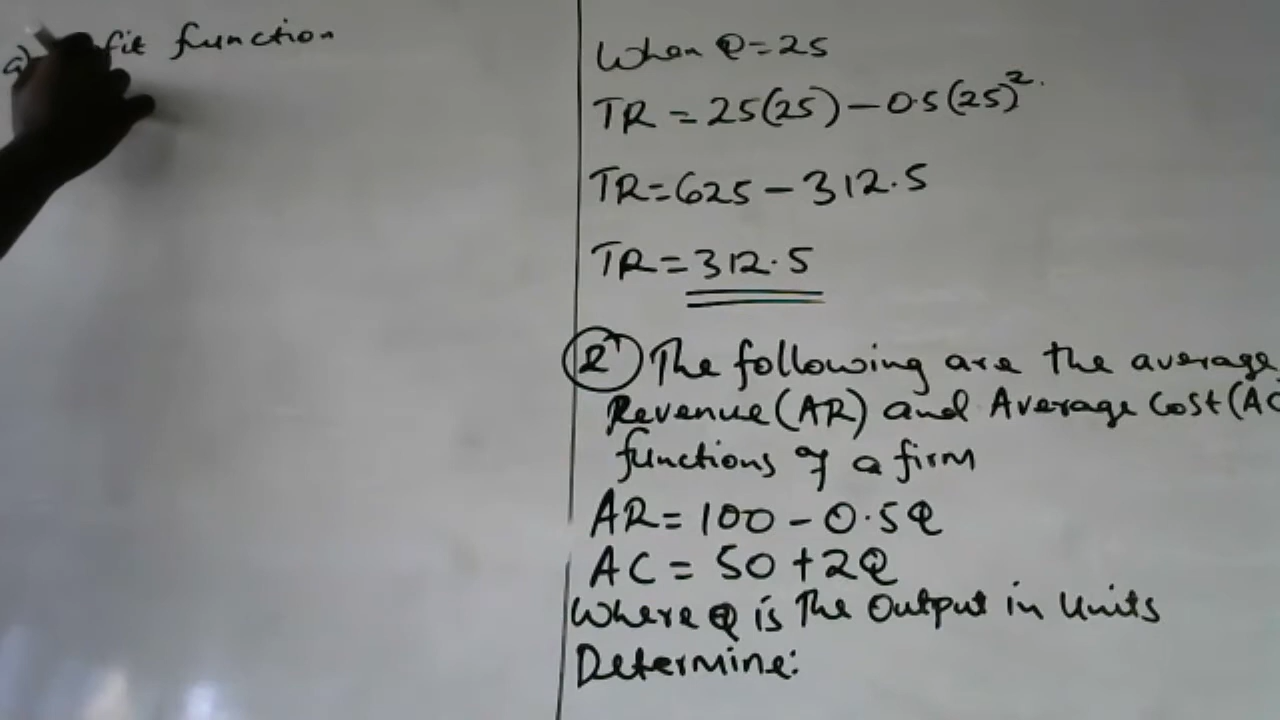 a) fit function
When Q=25
TR = 25(25) - 0.5(25)².
TR=625 - 312.5
TR = 312.5
2 The following are the average
Revenue (AR) and Average Cost (AC
functions of a firm
AR = 100 - 0.5Q
AC = 50 + 2Q
Where Q is The Output in Units
Determine: